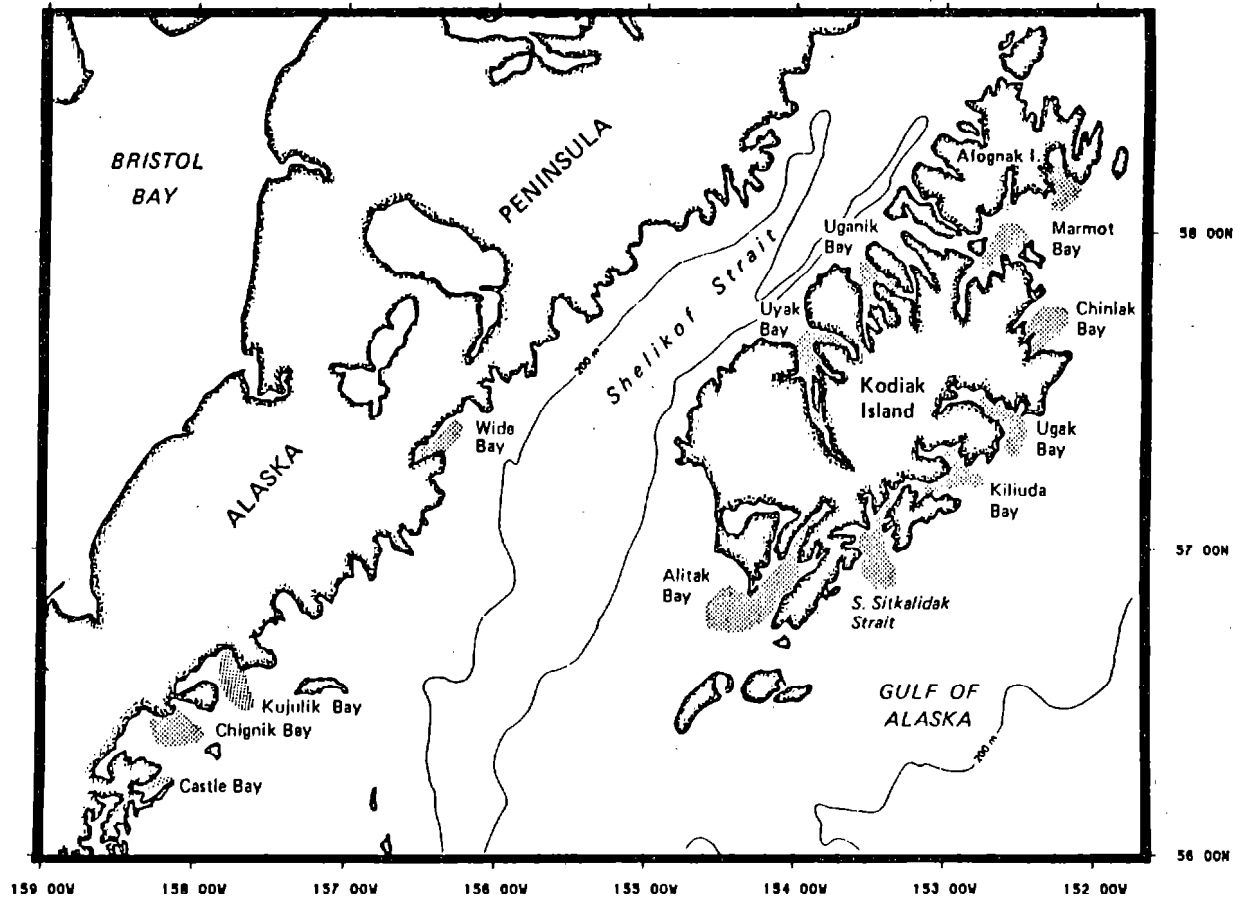 BRISTOL
BAY
PENINSULA
Afognak I.
Uganik
Bay
Marmot
Bay
58 00N
Shelikof Strait
Uyak
Bay
Chinlak
Bay
200 m
Kodiak
Island
Wide
Bay
Ugak
Bay
ALASKA
Kiliuda
Bay
57 00N
Alitak
Bay
S. Sitkalidak
Strait
GULF OF
ALASKA
Kujulik Bay
Chignik Bay
200 m
Castle Bay
56 00N
159 00W 158 00W 157 00W 156 00W 155 00W 154 00W 153 00W 152 00W